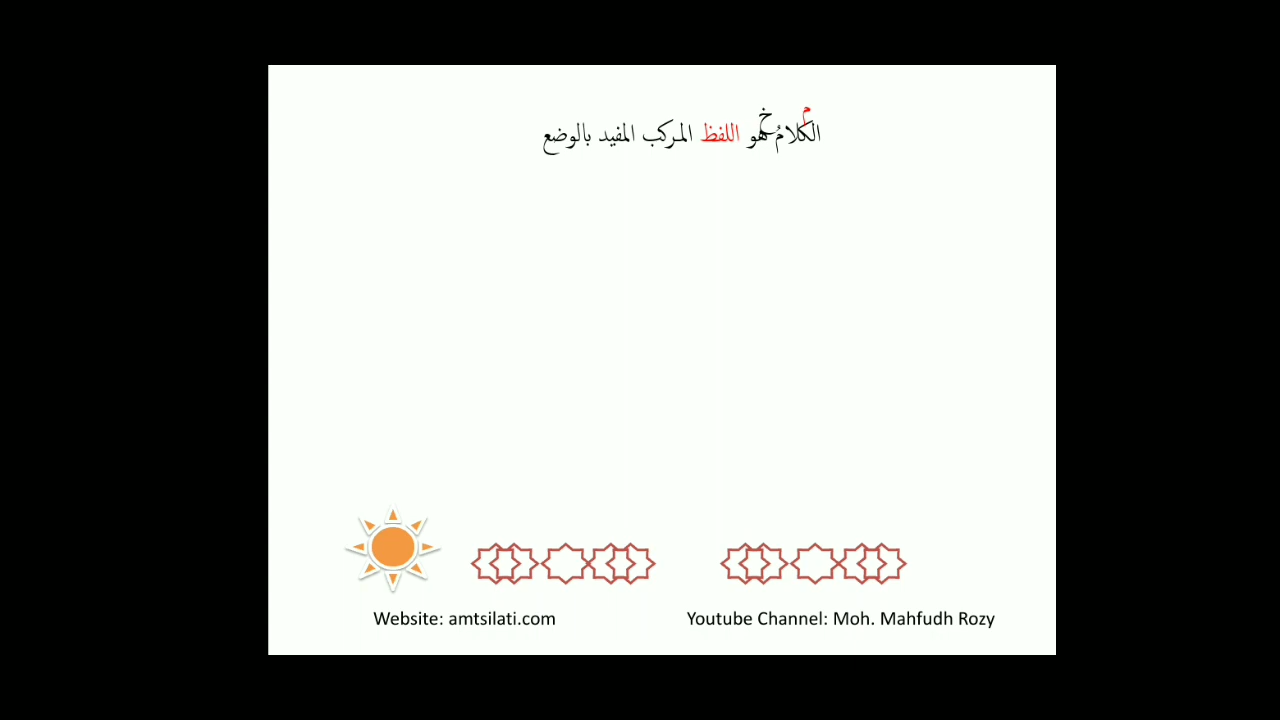 م خ
الكلامُ هو اللفظ المركب المفيد بالوضع
Website: amtsilati.com
Youtube Channel: Moh. Mahfudh Rozy